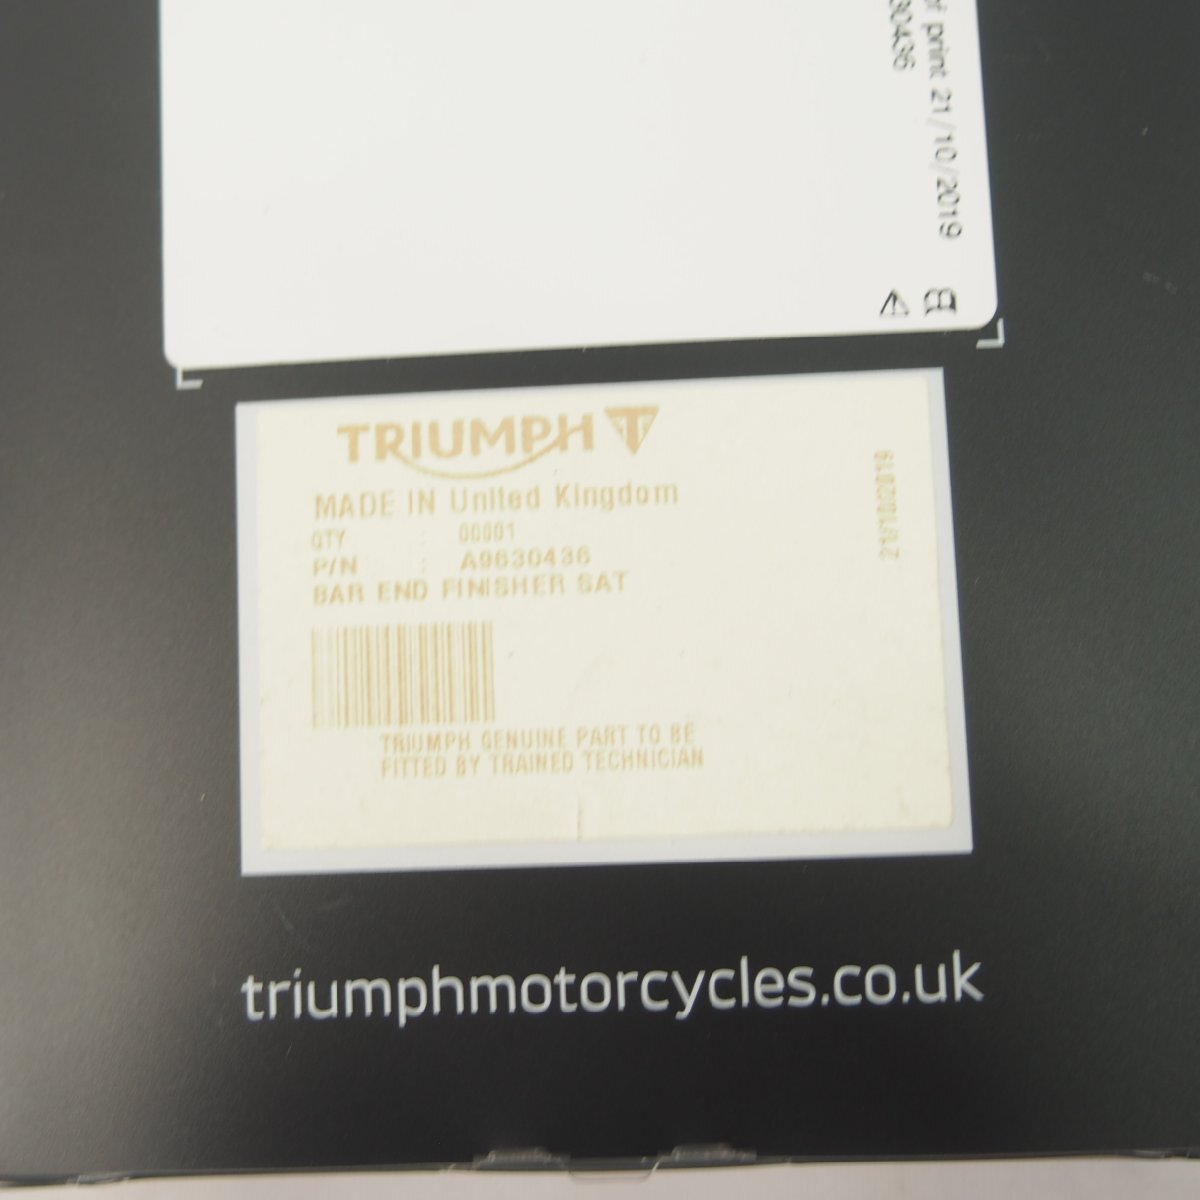 of print 21/10/2019
30436
TRIUMPH
MADE IN United Kingdom
QTY : 00001
P/N : A9630436
BAR END FINISHER SAT
TRIUMPH GENUINE PART TO BE
FITTED BY TRAINED TECHNICIAN
triumphmotorcycles.co.uk